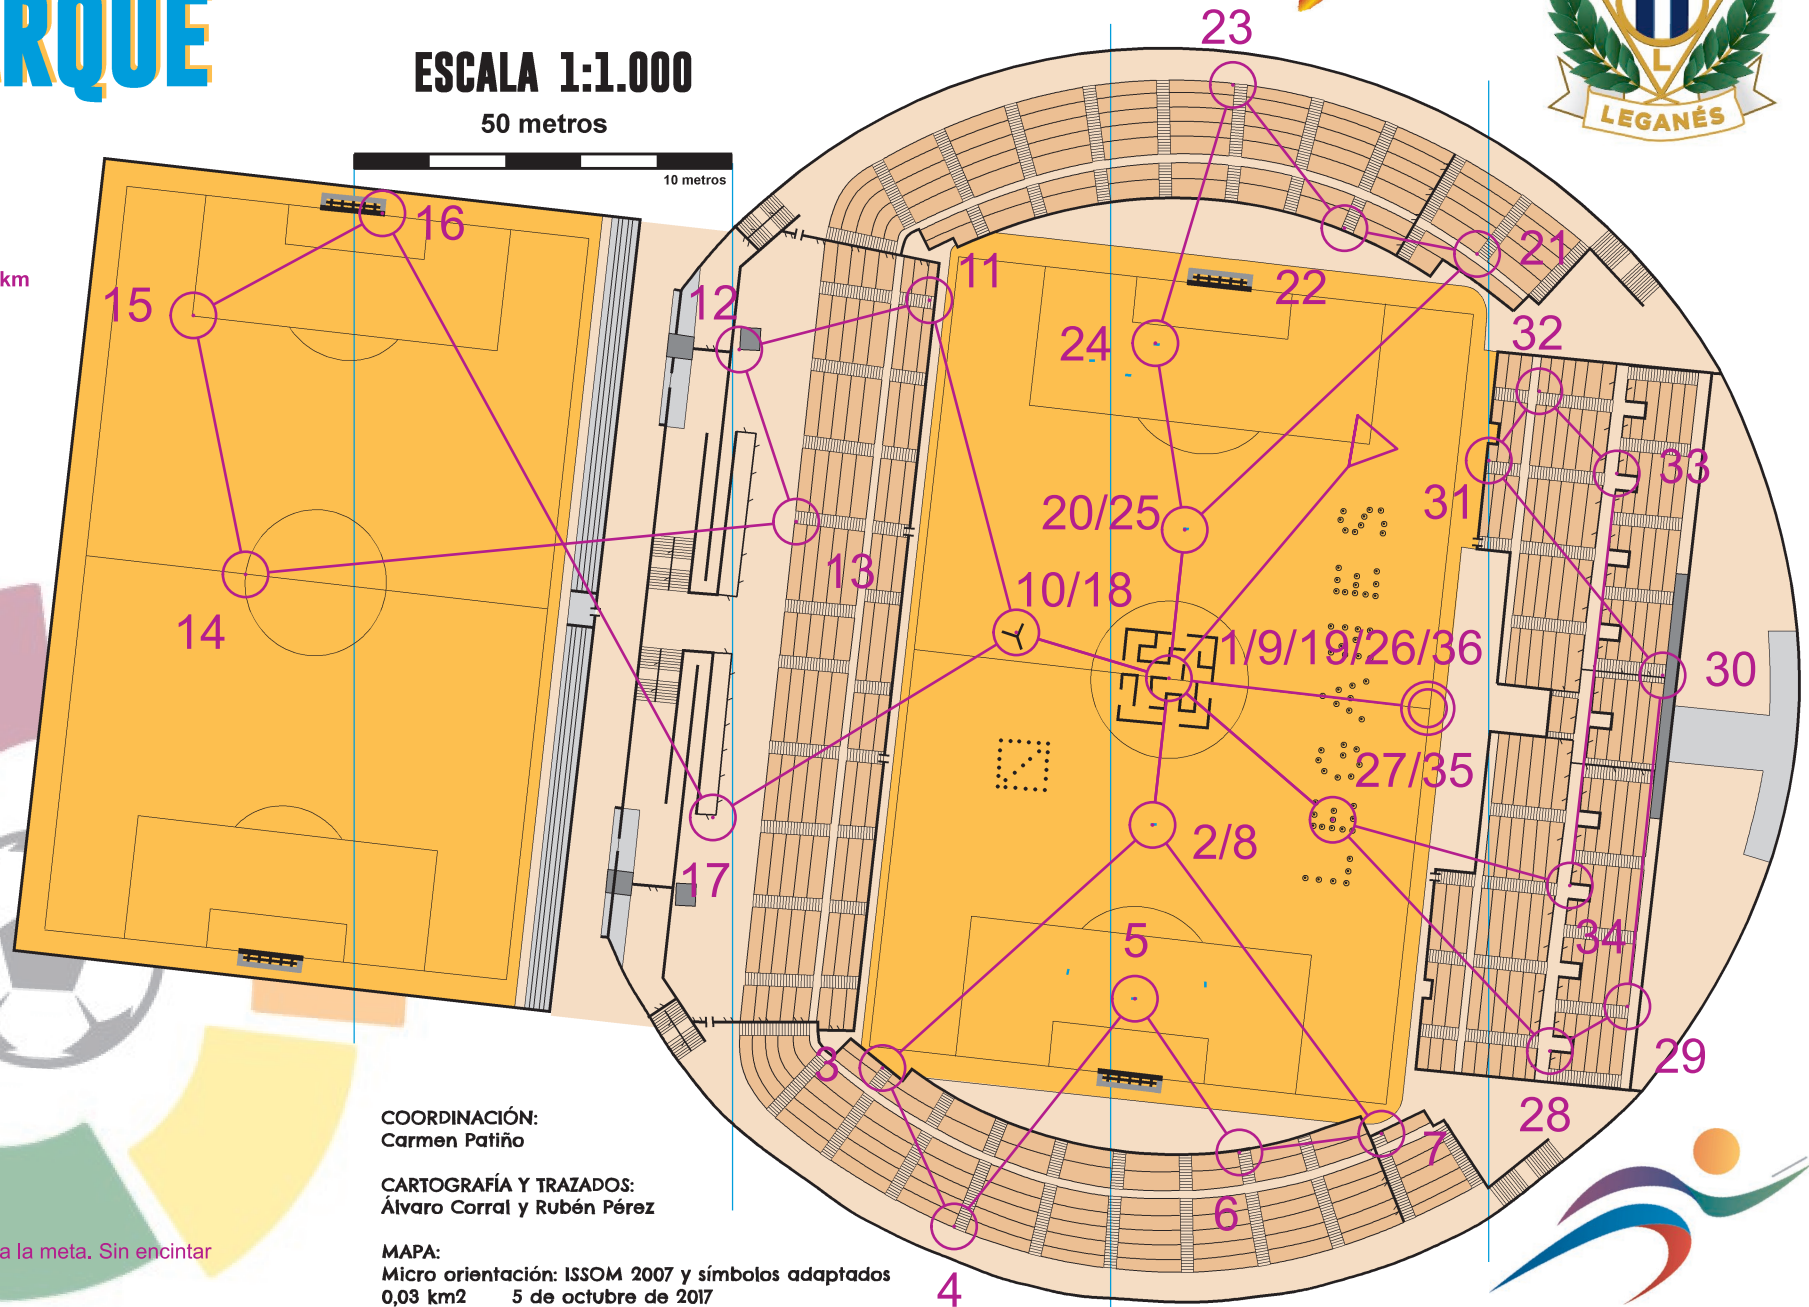 RQUE
ESCALA 1:1.000
50 metros
10 metros
km
LEGANÉS
L
23
16
15
12
11
21
22
32
24
33
31
20/25
13
10/18
14
1/9/19/26/36
30
27/35
2/8
17
5
34
3
29
28
7
6
4
COORDINACIÓN:
Carmen Patiño
CARTOGRAFÍA Y TRAZADOS:
Álvaro Corral y Rubén Pérez
a la meta. Sin encintar
MAPA:
Micro orientación: ISSOM 2007 y símbolos adaptados
0,03 km2 5 de octubre de 2017